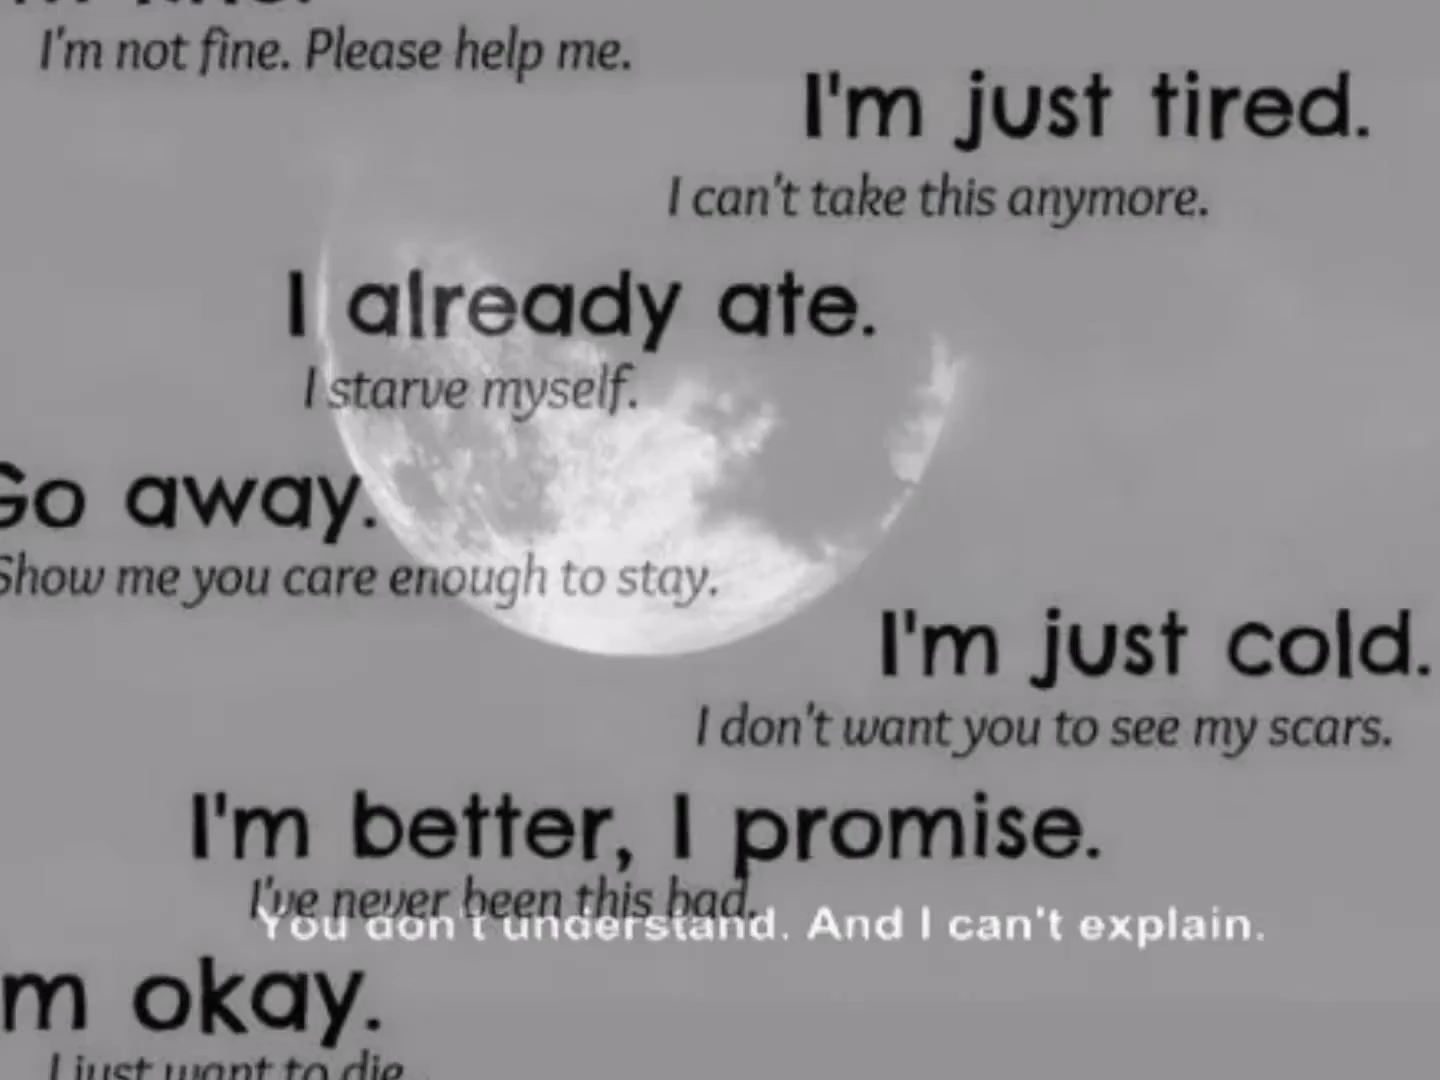 I'm not fine. Please help me.
I'm just tired.
I can't take this anymore.
I already ate.
I starve myself.
Go away.
Show me you care enough to stay.
I'm just cold.
I don't want you to see my scars.
I'm better, I promise.
I've never been this bad.
You don't understand. And I can't explain.
m okay.
I just want to die.